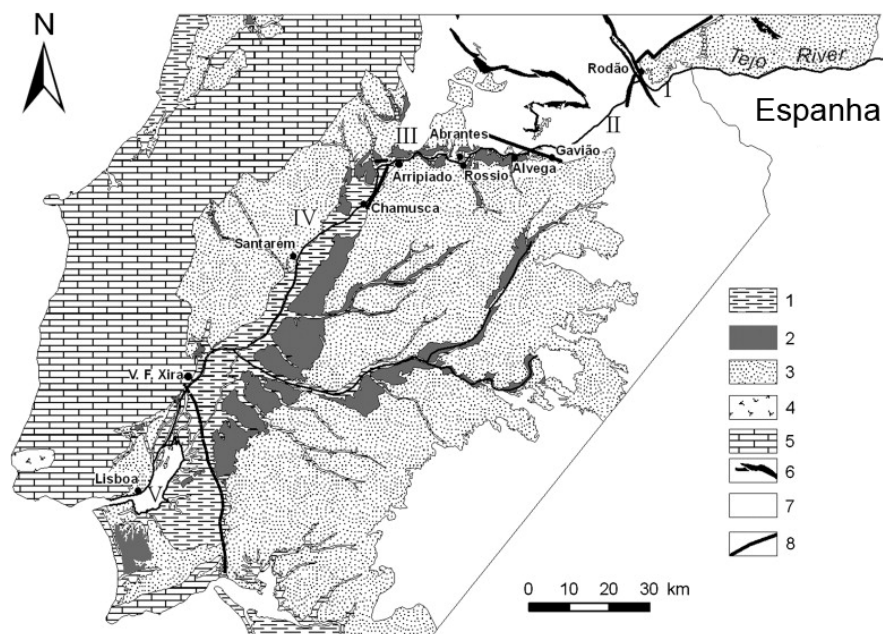 N
Rodão
Tejo River
I
Espanha
II
III
Abrantes
Gavião
Arripiado
Rossio
Alvega
Chamusca
IV
Santarém
1
2
V. F. Xira
3
4
5
Lisboa
V
6
7
8
0 10 20 30 km